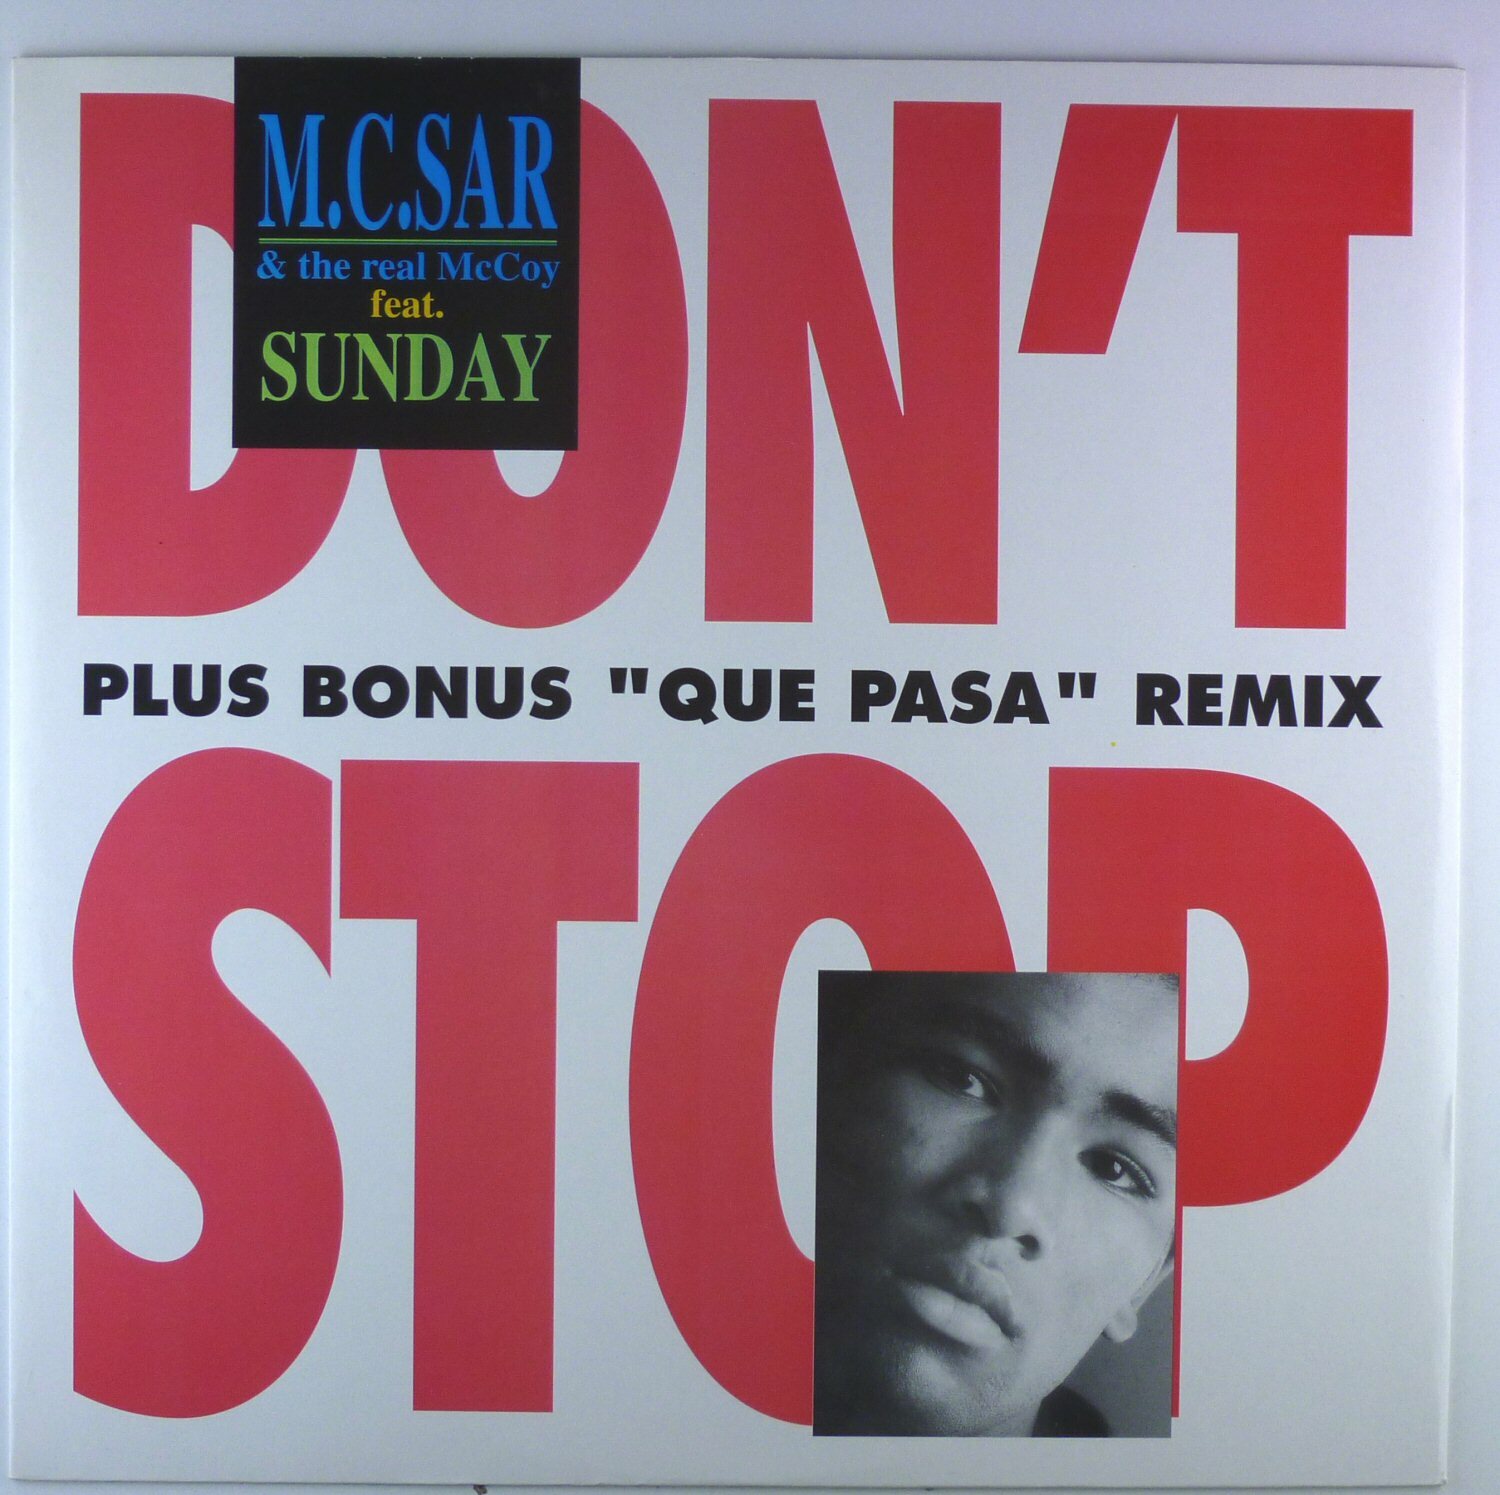 DON'T
M.C.SAR
& the real McCoy
feat.
SUNDAY
PLUS BONUS "QUE PASA" REMIX
STOP